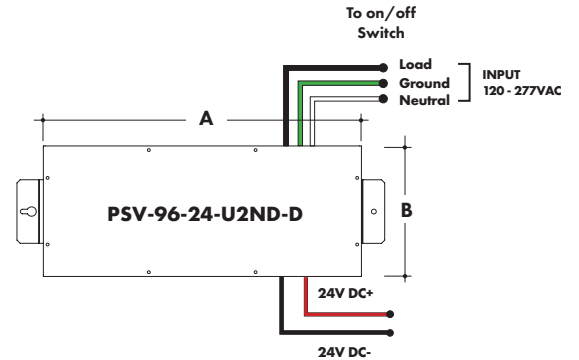 To on/off
Switch
Load
Ground
Neutral
INPUT
120 - 277VAC
A
B
PSV-96-24-U2ND-D
24V DC+
24V DC-